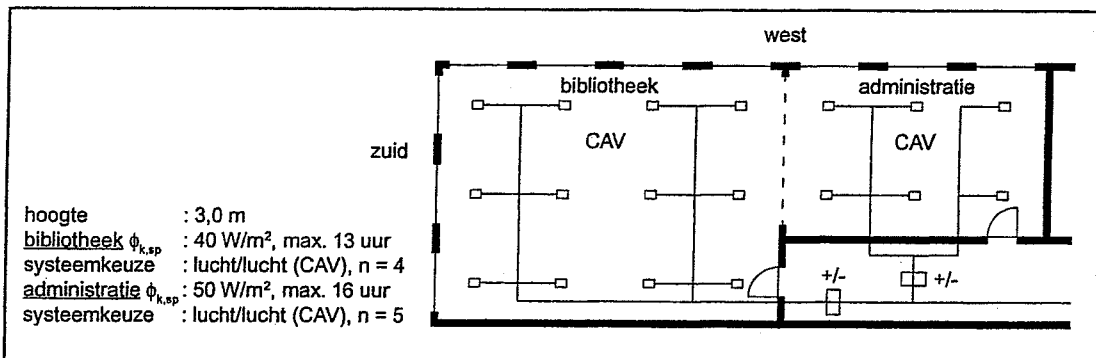 west
bibliotheek
administratie
CAV
CAV
zuid
hoogte : 3,0 m
bibliotheek ϕk,sp : 40 W/m², max. 13 uur
systeemkeuze : lucht/lucht (CAV), n = 4
administratie ϕk,sp : 50 W/m², max. 16 uur
systeemkeuze : lucht/lucht (CAV), n = 5
+/-
+/-